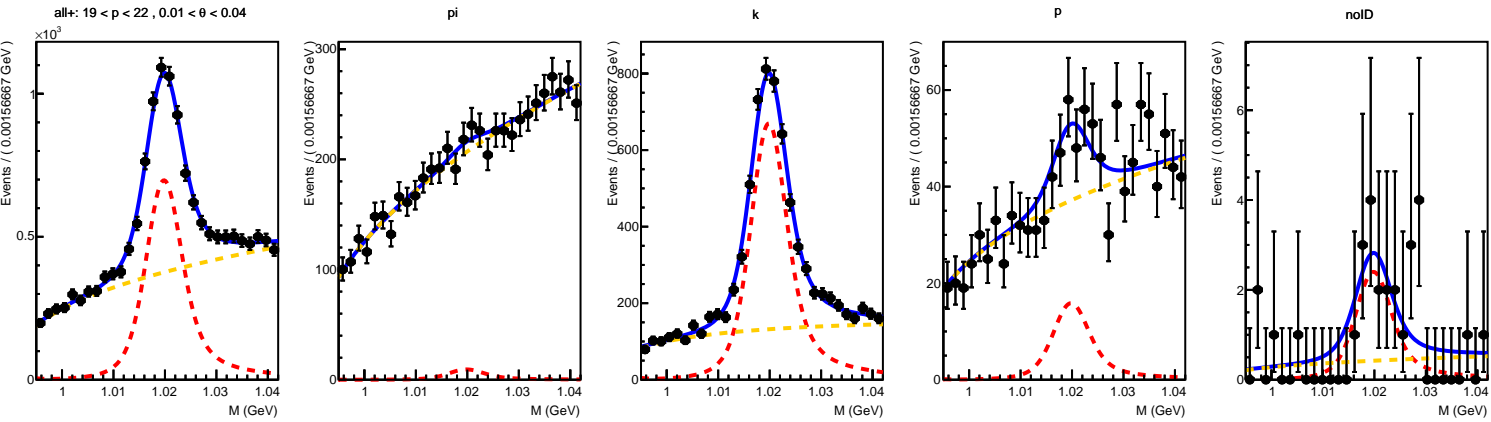 all+: 19 < p < 22 , 0.01 < θ < 0.04
×10³
Events / ( 0.00156667 GeV )
1
0.5
0
1 1.01 1.02 1.03 1.04
M (GeV)
pi
Events / ( 0.00156667 GeV )
300
200
100
0
1 1.01 1.02 1.03 1.04
M (GeV)
k
Events / ( 0.00156667 GeV )
800
600
400
200
0
1 1.01 1.02 1.03 1.04
M (GeV)
p
Events / ( 0.00156667 GeV )
60
40
20
0
1 1.01 1.02 1.03 1.04
M (GeV)
noID
Events / ( 0.00156667 GeV )
6
4
2
0
1 1.01 1.02 1.03 1.04
M (GeV)